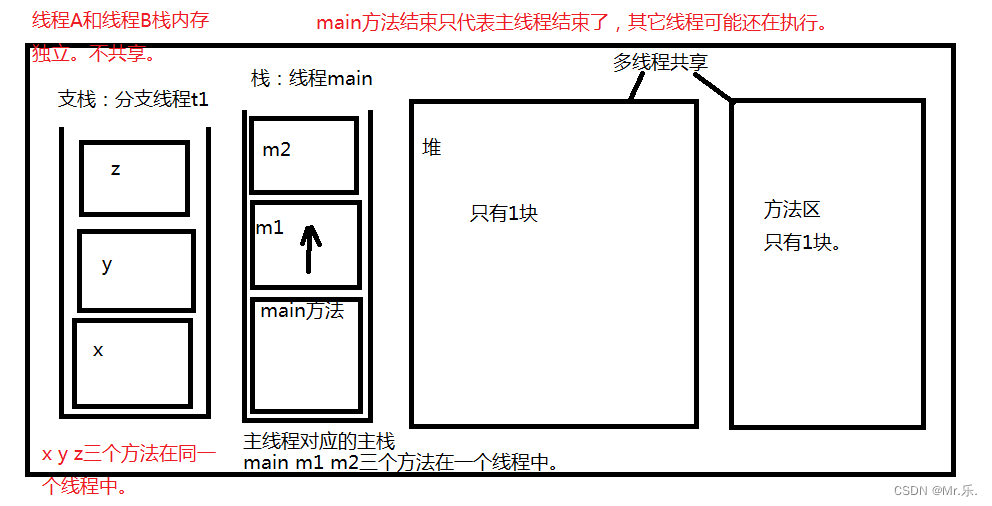 线程A和线程B栈内存
独立。不共享。
main方法结束只代表主线程结束了，其它线程可能还在执行。
多线程共享
支栈：分支线程t1
栈：线程main
z
y
x
m2
m1
main方法
堆
只有1块
方法区
只有1块。
x y z三个方法在同一
个线程中。
主线程对应的主栈
main m1 m2三个方法在一个线程中。
CSDN @Mr.乐.